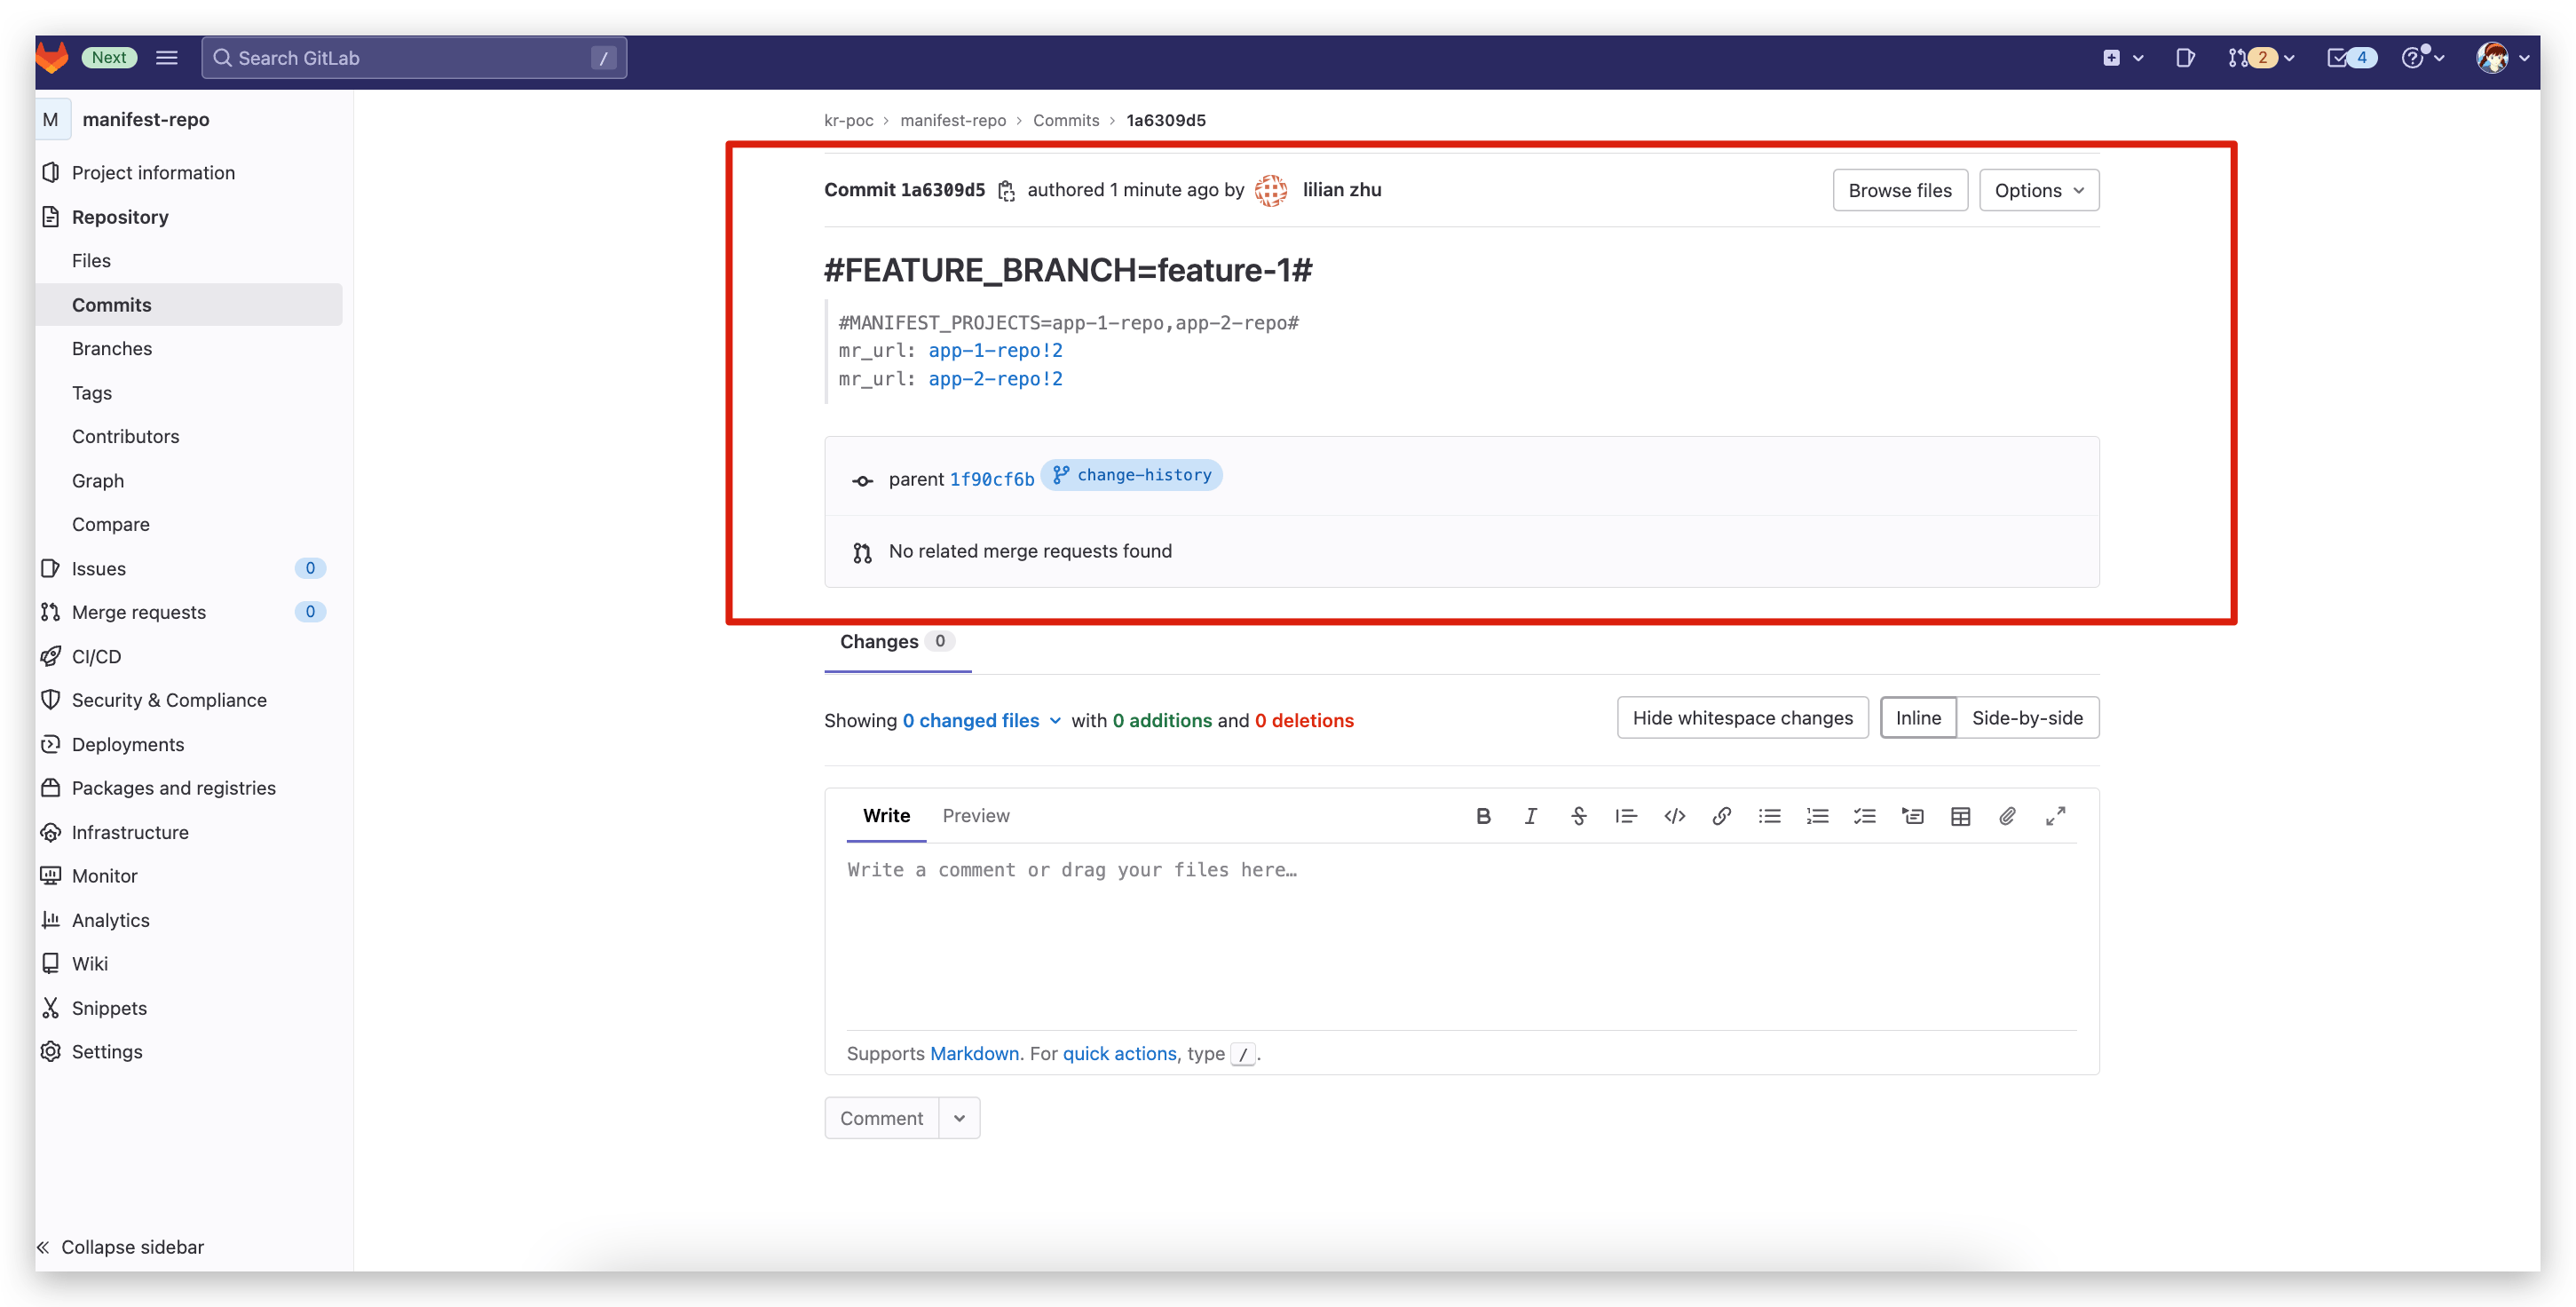 Next Search GitLab / 2 4
M manifest-repo
Project information
Repository
Files
Commits
Branches
Tags
Contributors
Graph
Compare
Issues 0
Merge requests 0
CI/CD
Security & Compliance
Deployments
Packages and registries
Infrastructure
Monitor
Analytics
Wiki
Snippets
Settings
Collapse sidebar
kr-poc > manifest-repo > Commits > 1a6309d5
Commit 1a6309d5 authored 1 minute ago by lilian zhu Browse files Options
#FEATURE_BRANCH=feature-1#
#MANIFEST_PROJECTS=app-1-repo,app-2-repo#
mr_url: app-1-repo!2
mr_url: app-2-repo!2
parent 1f90cf6b change-history
No related merge requests found
Changes 0
Showing 0 changed files with 0 additions and 0 deletions Hide whitespace changes Inline Side-by-side
Write Preview
Write a comment or drag your files here…
Supports Markdown. For quick actions, type /.
Comment